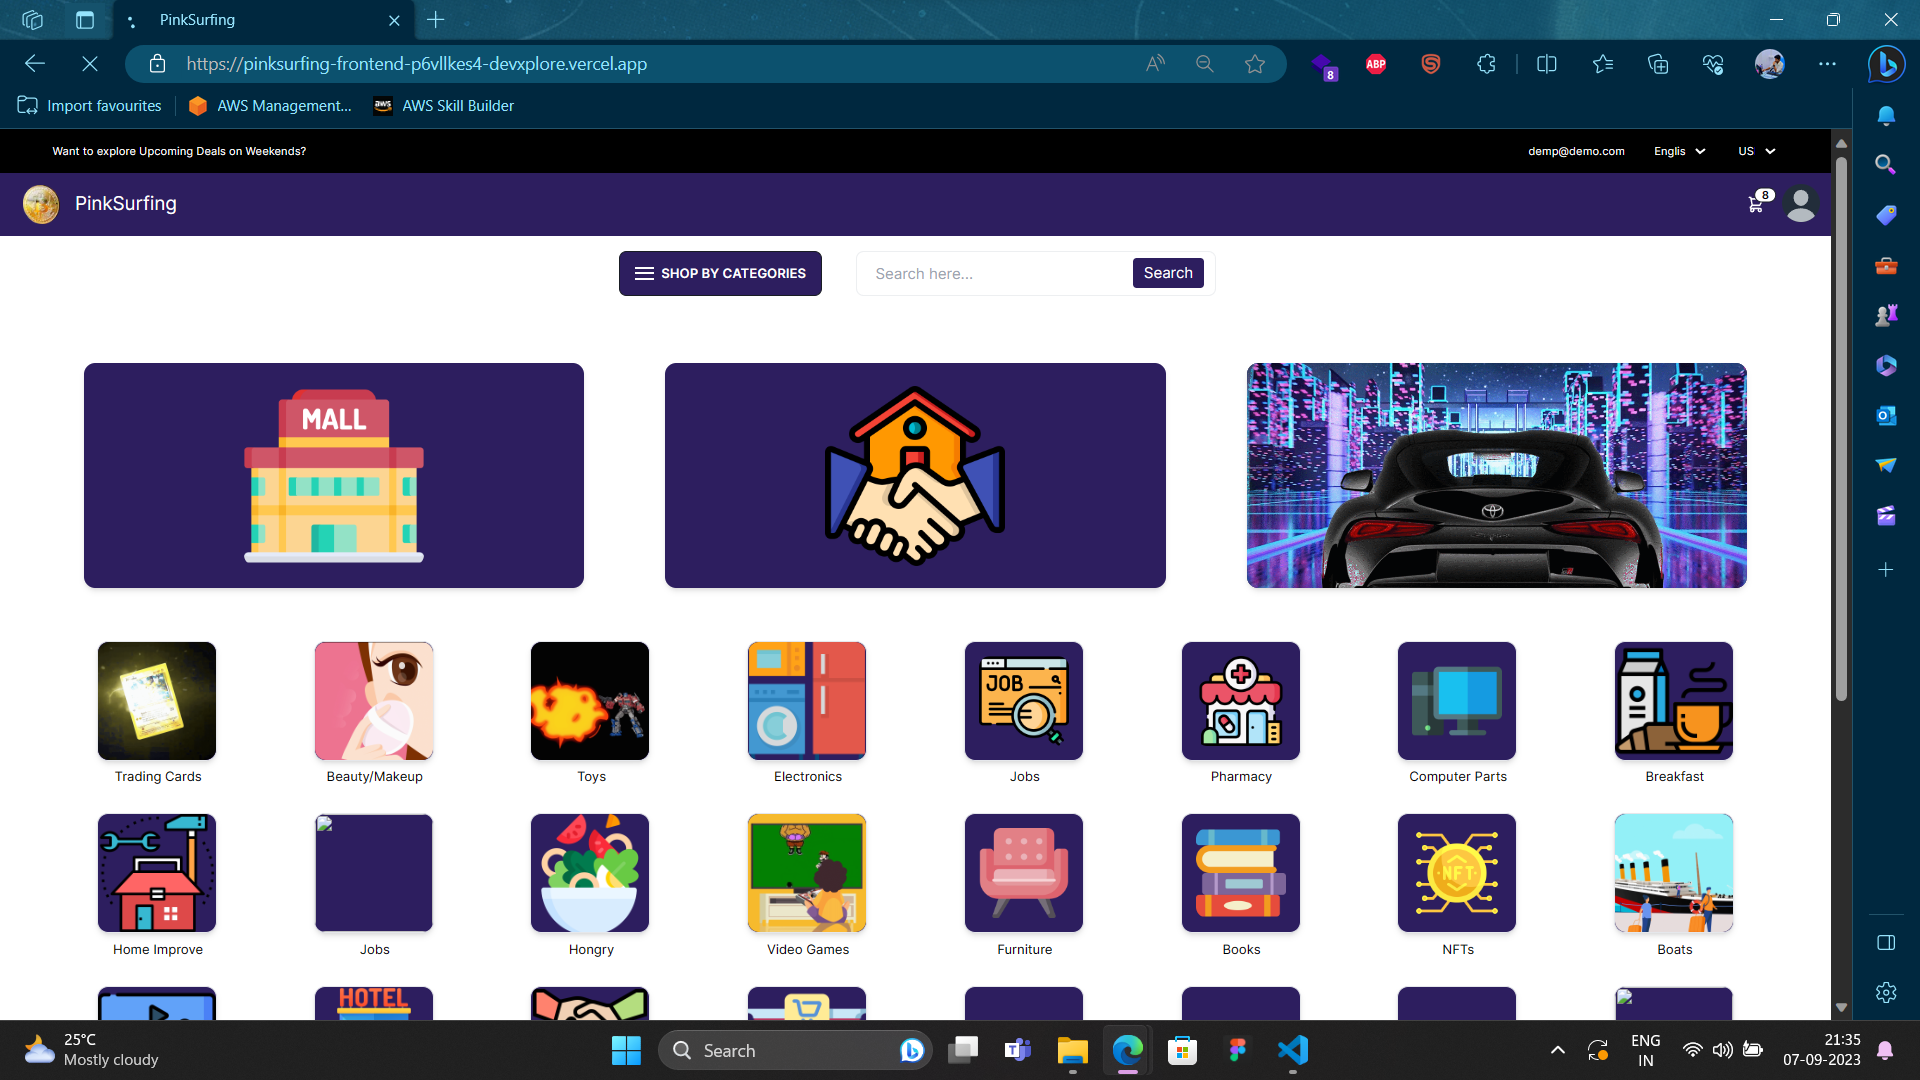 PinkSurfing
https://pinksurfing-frontend-p6vllkes4-devxplore.vercel.app
ABP
8
Import favourites
AWS Management...
aws
AWS Skill Builder
Want to explore Upcoming Deals on Weekends?
demp@demo.com
Englis
US
PinkSurfing
8
SHOP BY CATEGORIES
Search here...
Search
MALL
JOB
Trading Cards
Beauty/Makeup
Toys
Electronics
Jobs
Pharmacy
Computer Parts
Breakfast
NFT
Home Improve
Jobs
Hongry
Video Games
Furniture
Books
NFTs
Boats
HOTEL
25°C
Mostly cloudy
Search
ENG
IN
21:35
07-09-2023